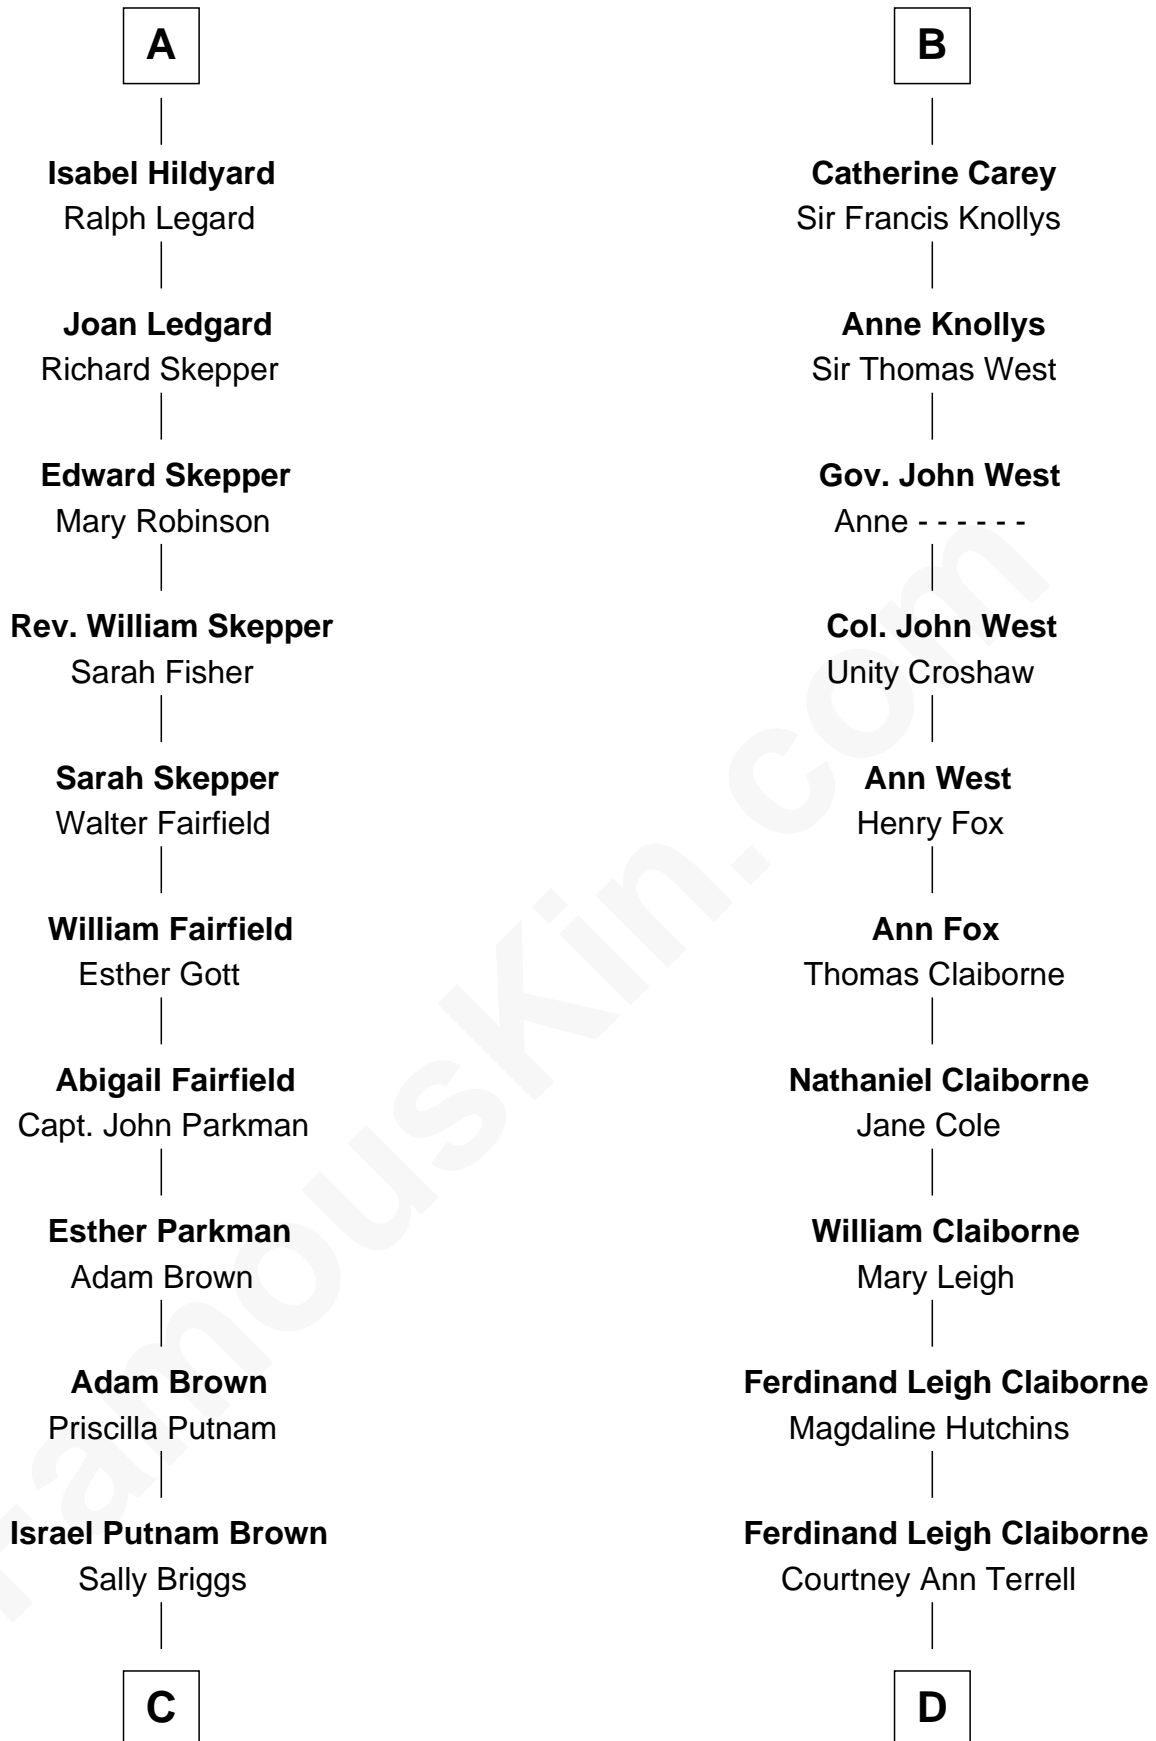 A
Isabel Hildyard
Ralph Legard
Joan Ledgard
Richard Skepper
Edward Skepper
Mary Robinson
Rev. William Skepper
Sarah Fisher
Sarah Skepper
Walter Fairfield
William Fairfield
Esther Gott
Abigail Fairfield
Capt. John Parkman
Esther Parkman
Adam Brown
Adam Brown
Priscilla Putnam
Israel Putnam Brown
Sally Briggs
C
B
Catherine Carey
Sir Francis Knollys
Anne Knollys
Sir Thomas West
Gov. John West
Anne - - - - - -
Col. John West
Unity Croshaw
Ann West
Henry Fox
Ann Fox
Thomas Claiborne
Nathaniel Claiborne
Jane Cole
William Claiborne
Mary Leigh
Ferdinand Leigh Claiborne
Magdaline Hutchins
Ferdinand Leigh Claiborne
Courtney Ann Terrell
D
FamousKin.com